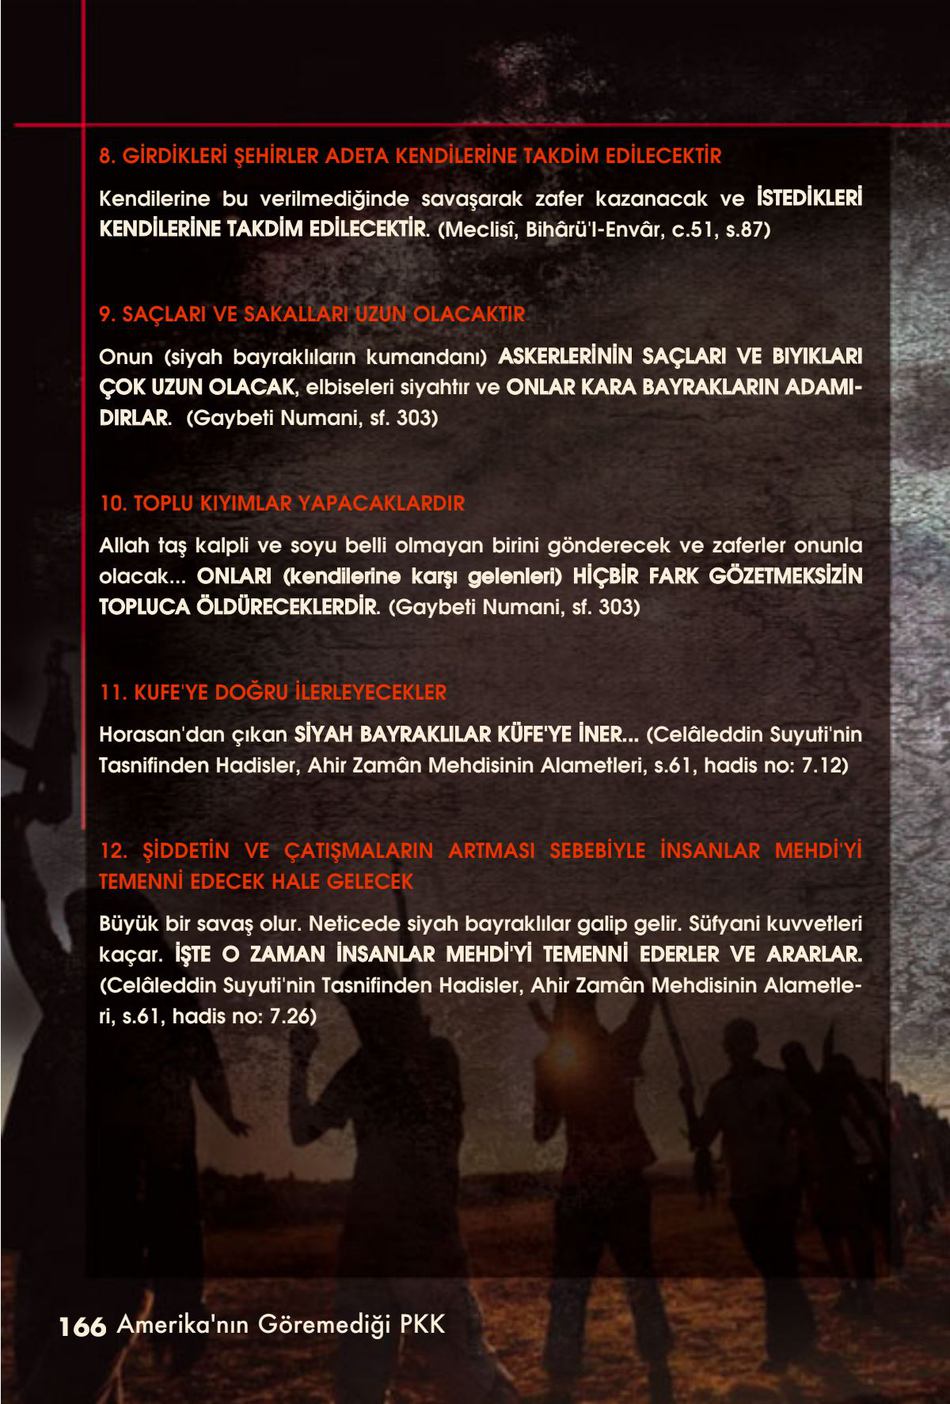 8. GİRDİKLERİ ŞEHİRLER ADETA KENDİLERİNE TAKDİM EDİLECEKTİR
Kendilerine bu verilmediğinde savaşarak zafer kazanacak ve İSTEDİKLERİ
KENDİLERİNE TAKDİM EDİLECEKTİR. (Meclisî, Bihârü'l-Envâr, c.51, s.87)
9. SAÇLARI VE SAKALLARI UZUN OLACAKTIR
Onun (siyah bayraklıların kumandanı) ASKERLERİNİN SAÇLARI VE BIYIKLARI
ÇOK UZUN OLACAK, elbiseleri siyahtır ve ONLAR KARA BAYRAKLARIN ADAMI-
DIRLAR. (Gaybeti Numani, sf. 303)
10. TOPLU KIYIMLAR YAPACAKLARDIR
Allah taş kalpli ve soyu belli olmayan birini gönderecek ve zaferler onunla
olacak... ONLARI (kendilerine karşı gelenleri) HİÇBİR FARK GÖZETMEKSİZİN
TOPLUCA ÖLDÜRECEKLERDİR. (Gaybeti Numani, sf. 303)
11. KUFE'YE DOĞRU İLERLEYECEKLER
Horasan'dan çıkan SİYAH BAYRAKLILAR KÜFE'YE İNER... (Celâleddin Suyuti'nin
Tasnifinden Hadisler, Ahir Zamân Mehdisinin Alametleri, s.61, hadis no: 7.12)
12. ŞİDDETİN VE ÇATIŞMALARIN ARTMASI SEBEBİYLE İNSANLAR MEHDİ'Yİ
TEMENNİ EDECEK HALE GELECEK
Büyük bir savaş olur. Neticede siyah bayraklılar galip gelir. Süfyani kuvvetleri
kaçar. İŞTE O ZAMAN İNSANLAR MEHDİ'Yİ TEMENNİ EDERLER VE ARARLAR.
(Celâleddin Suyuti'nin Tasnifinden Hadisler, Ahir Zamân Mehdisinin Alametle-
ri, s.61, hadis no: 7.26)
166 Amerika'nın Göremediği PKK